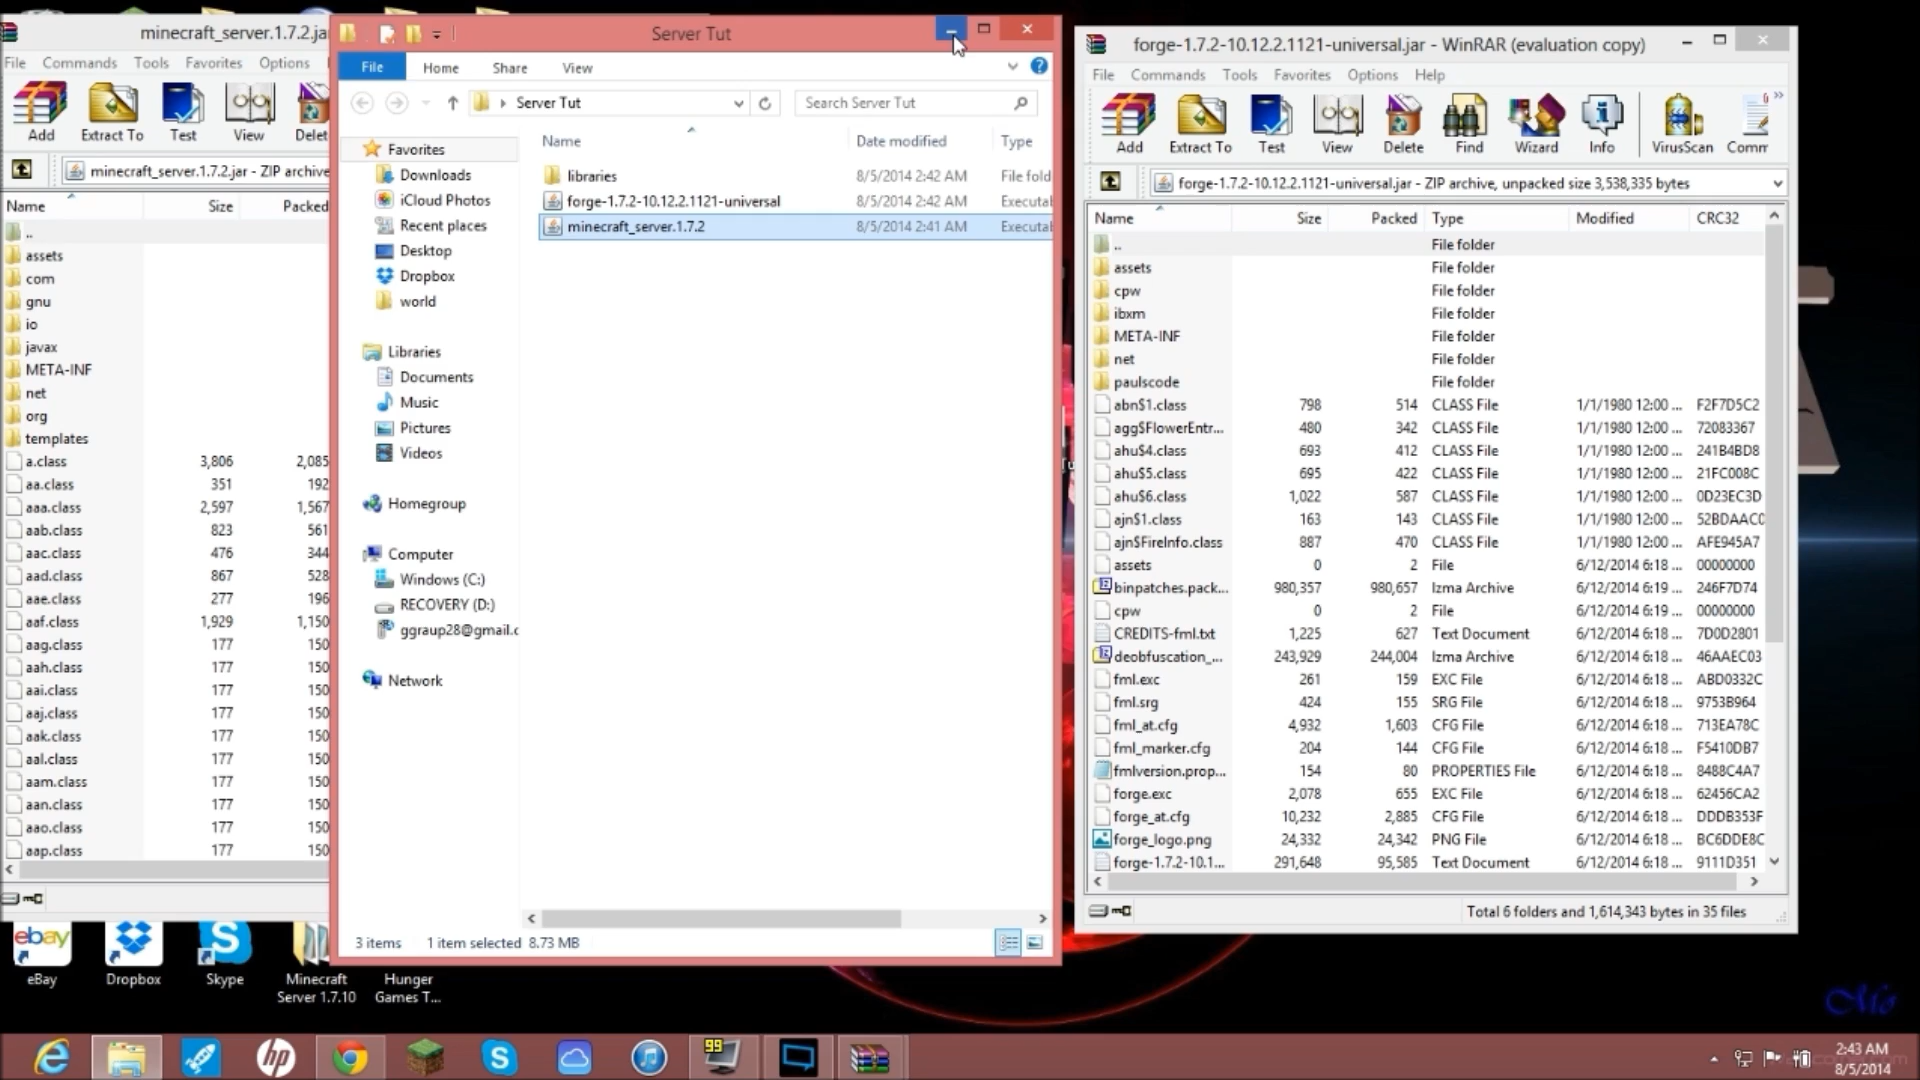 minecraft_server.1.7.2.jar
File Commands Tools Favorites Options
Add Extract To Test View Delet
minecraft_server.1.7.2.jar - ZIP archive
Name Size Packed
..
assets
com
gnu
io
javax
META-INF
net
org
templates
a.class 3,806 2,085
aa.class 351 192
aaa.class 2,597 1,567
aab.class 823 561
aac.class 476 344
aad.class 867 528
aae.class 277 196
aaf.class 1,929 1,150
aag.class 177 150
aah.class 177 150
aai.class 177 150
aaj.class 177 150
aak.class 177 150
aal.class 177 150
aam.class 177 150
aan.class 177 150
aao.class 177 150
aap.class 177 150
Server Tut
File Home Share View
Server Tut
Search Server Tut
Name Date modified Type
libraries 8/5/2014 2:42 AM File fold
forge-1.7.2-10.12.2.1121-universal 8/5/2014 2:42 AM Executa
minecraft_server.1.7.2 8/5/2014 2:41 AM Executa
Favorites
Downloads
iCloud Photos
Recent places
Desktop
Dropbox
world
Libraries
Documents
Music
Pictures
Videos
Homegroup
Computer
Windows (C:)
RECOVERY (D:)
ggraup28@gmail.c
Network
3 items 1 item selected 8.73 MB
forge-1.7.2-10.12.2.1121-universal.jar - WinRAR (evaluation copy)
File Commands Tools Favorites Options Help
Add Extract To Test View Delete Find Wizard Info VirusScan Comm
forge-1.7.2-10.12.2.1121-universal.jar - ZIP archive, unpacked size 3,538,335 bytes
Name Size Packed Type Modified CRC32
.. File folder
assets File folder
cpw File folder
ibxm File folder
META-INF File folder
net File folder
paulscode File folder
abn$1.class 798 514 CLASS File 1/1/1980 12:00 ... F2F7D5C2
agg$FlowerEntr... 480 342 CLASS File 1/1/1980 12:00 ... 72083367
ahu$4.class 693 412 CLASS File 1/1/1980 12:00 ... 241B4BD8
ahu$5.class 695 422 CLASS File 1/1/1980 12:00 ... 21FC008C
ahu$6.class 1,022 587 CLASS File 1/1/1980 12:00 ... 0D23EC3D
ajn$1.class 163 143 CLASS File 1/1/1980 12:00 ... 52BDAAC0
ajn$FireInfo.class 887 470 CLASS File 1/1/1980 12:00 ... AFE945A7
assets 0 2 File 6/12/2014 6:18 ... 00000000
binpatches.pack... 980,357 980,657 Izma Archive 6/12/2014 6:19 ... 246F7D74
cpw 0 2 File 6/12/2014 6:19 ... 00000000
CREDITS-fml.txt 1,225 627 Text Document 6/12/2014 6:18 ... 7D0D2801
deobfuscation_... 243,929 244,004 Izma Archive 6/12/2014 6:18 ... 46AAEC03
fml.exc 261 159 EXC File 6/12/2014 6:18 ... ABD0332C
fml.srg 424 155 SRG File 6/12/2014 6:18 ... 9753B964
fml_at.cfg 4,932 1,603 CFG File 6/12/2014 6:18 ... 713EA78C
fml_marker.cfg 204 144 CFG File 6/12/2014 6:18 ... F5410DB7
fmlversion.prop... 154 80 PROPERTIES File 6/12/2014 6:18 ... 8488C4A7
forge.exc 2,078 655 EXC File 6/12/2014 6:18 ... 62456CA2
forge_at.cfg 10,232 2,885 CFG File 6/12/2014 6:18 ... DDDB353F
forge_logo.png 24,332 24,342 PNG File 6/12/2014 6:18 ... BC6DDE8C
forge-1.7.2-10.1... 291,648 95,585 Text Document 6/12/2014 6:18 ... 9111D351
Total 6 folders and 1,614,343 bytes in 35 files
ebay
eBay
Dropbox
Skype
Minecraft
Server 1.7.10
Hunger
Games T...
hp
99
2:43 AM
8/5/2014